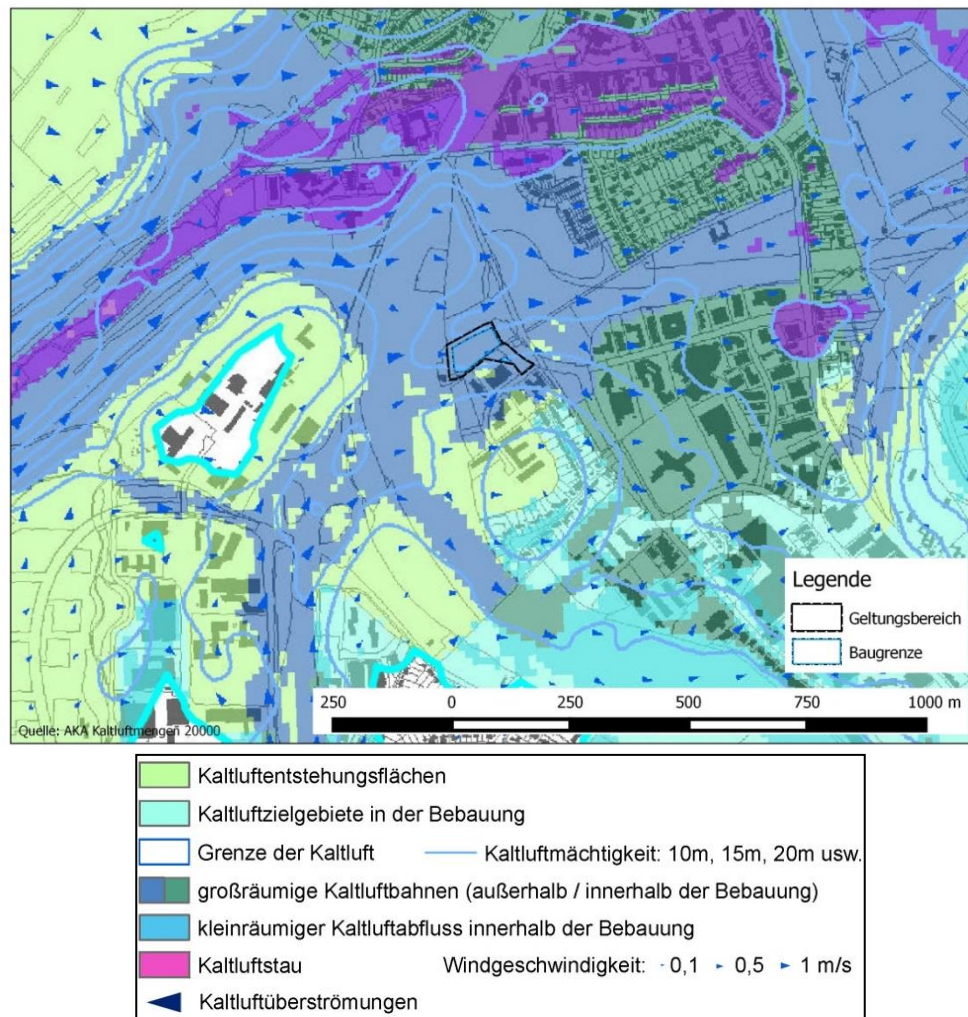 Legende
Geltungsbereich
Baugrenze
250 0 250 500 750 1000 m
Quelle: AKA Kaltluftmengen 20000
Kaltluftentstehungsflächen
Kaltluftzielgebiete in der Bebauung
Grenze der Kaltluft Kaltluftmächtigkeit: 10m, 15m, 20m usw.
großräumige Kaltluftbahnen (außerhalb / innerhalb der Bebauung)
kleinräumiger Kaltluftabfluss innerhalb der Bebauung
Kaltluftstau Windgeschwindigkeit: 0,1 0,5 1 m/s
Kaltluftüberströmungen